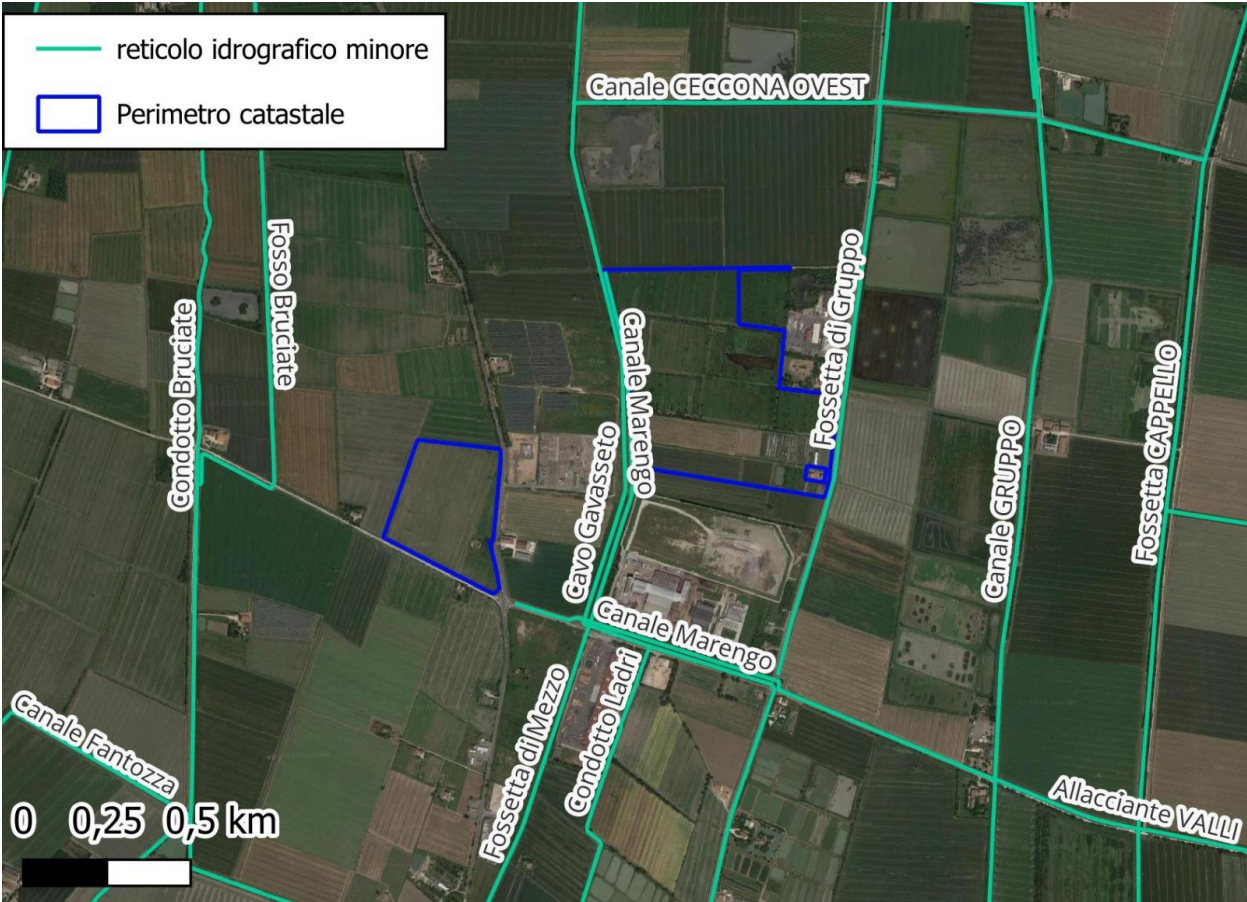 reticolo idrografico minore
Perimetro catastale
Canale CECCONA OVEST
Fosso Bruciate
Condotto Bruciate
Canale Marengo
Fossetta di Gruppo
Fossetta CAPPELLO
Canale GRUPPO
Cavo Gavasseto
Canale Marengo
Fossetta di Mezzo
Condotto Ladri
Canale Fantozza
Allacciante VALLI
0 0,25 0,5 km